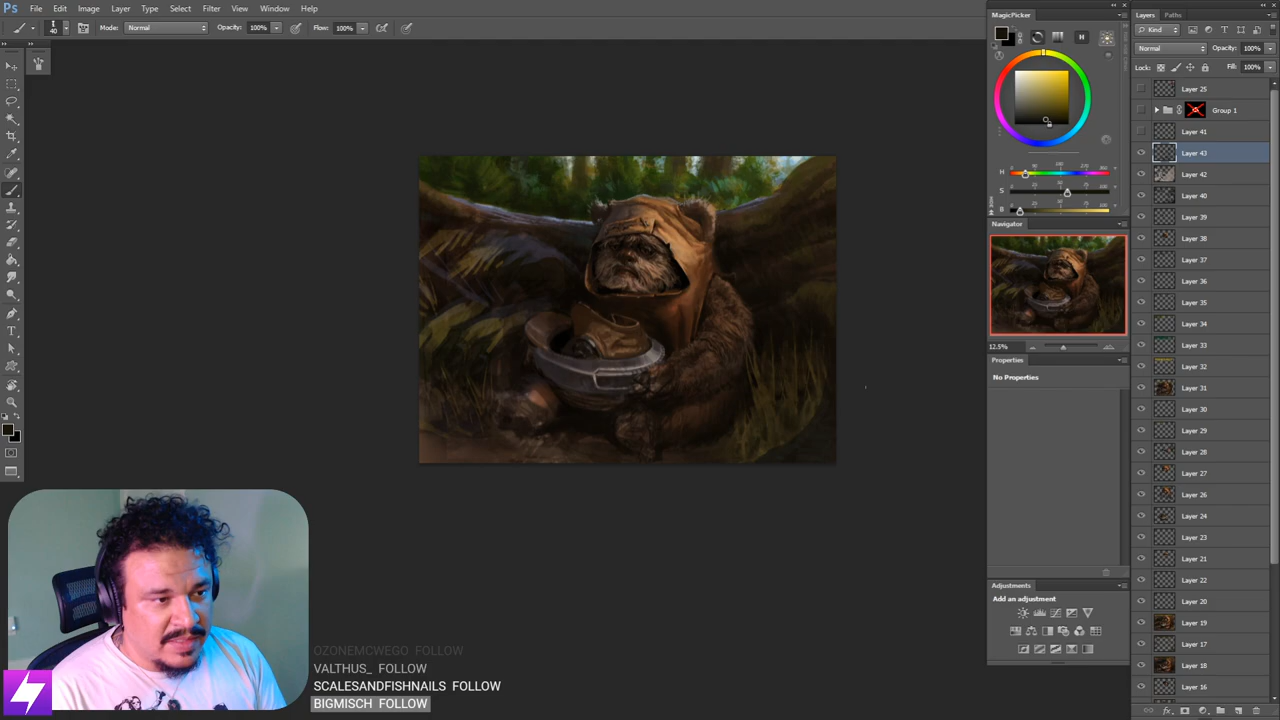 Ps File Edit Image Layer Type Select Filter View Window Help
40 Mode: Normal Opacity: 100% Flow: 100%
MagicPicker
H
H
S
B
Navigator
12.5%
Properties
No Properties
Adjustments
Add an adjustment
Layers Paths
Kind
Normal Opacity: 100%
Lock: Fill: 100%
Layer 25
Group 1
Layer 41
Layer 43
Layer 42
Layer 40
Layer 39
Layer 38
Layer 37
Layer 36
Layer 35
Layer 34
Layer 33
Layer 32
Layer 31
Layer 30
Layer 29
Layer 28
Layer 27
Layer 26
Layer 24
Layer 23
Layer 21
Layer 22
Layer 20
Layer 19
Layer 17
Layer 18
Layer 16
OZONEMCWEGO FOLLOW
VALTHUS_ FOLLOW
SCALESANDFISHNAILS FOLLOW
BIGMISCH FOLLOW